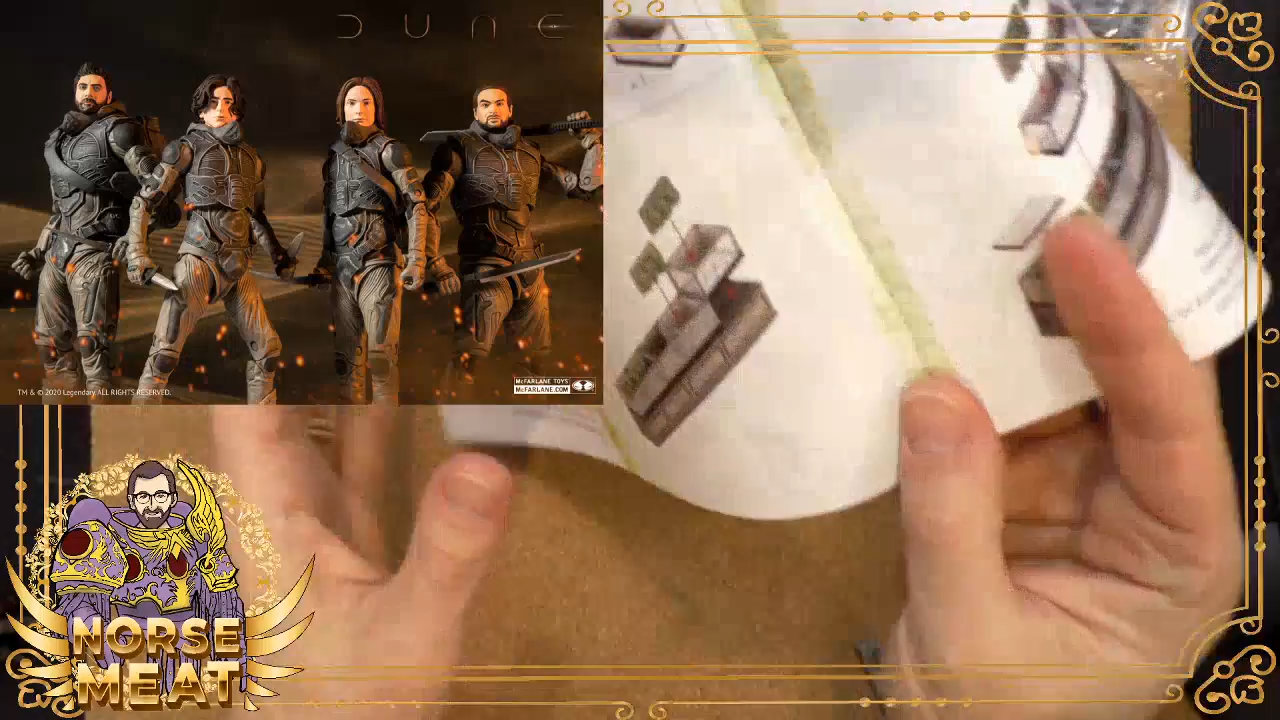 DUNE
TM & © 2020 Legendary ALL RIGHTS RESERVED.
McFARLANE TOYS
McFARLANE.COM
NORSE
MEAT